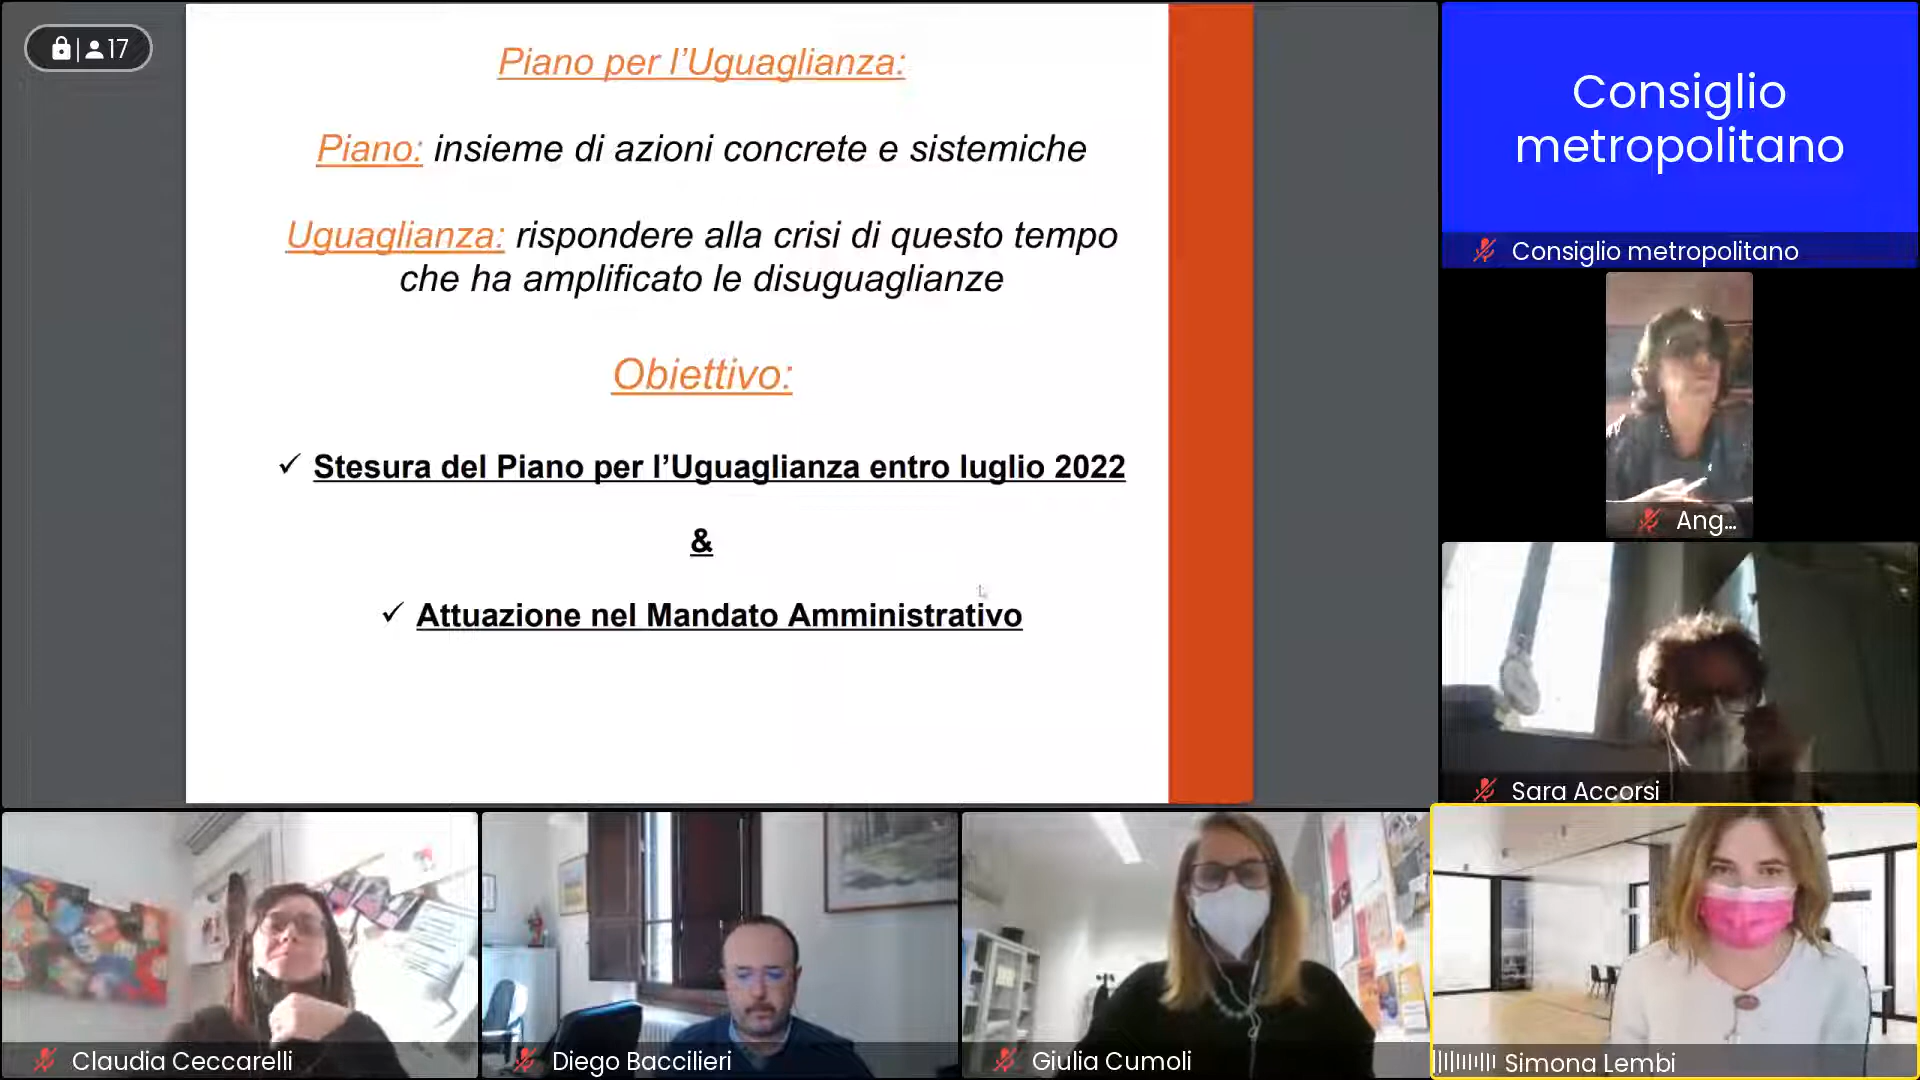 17
Piano per l’Uguaglianza:
Piano: insieme di azioni concrete e sistemiche
Uguaglianza: rispondere alla crisi di questo tempo
che ha amplificato le disuguaglianze
Obiettivo:
✓ Stesura del Piano per l’Uguaglianza entro luglio 2022
&
✓ Attuazione nel Mandato Amministrativo
Consiglio
metropolitano
Consiglio metropolitano
Ang...
Sara Accorsi
Claudia Ceccarelli
Diego Baccilieri
Giulia Cumoli
Simona Lembi